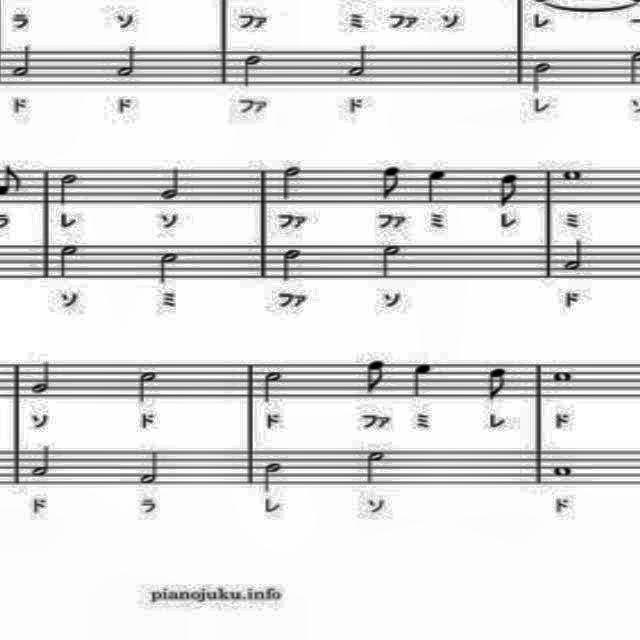 ラ ソ ファ ミ ファ ソ レ
ド ド ファ ド レ ソ
ラ レ ソ ファ ファ ミ レ ミ
ソ ミ ファ ソ ド
ソ ド ド ファ ミ レ ド
ド ラ レ ソ ド
pianojuku.info